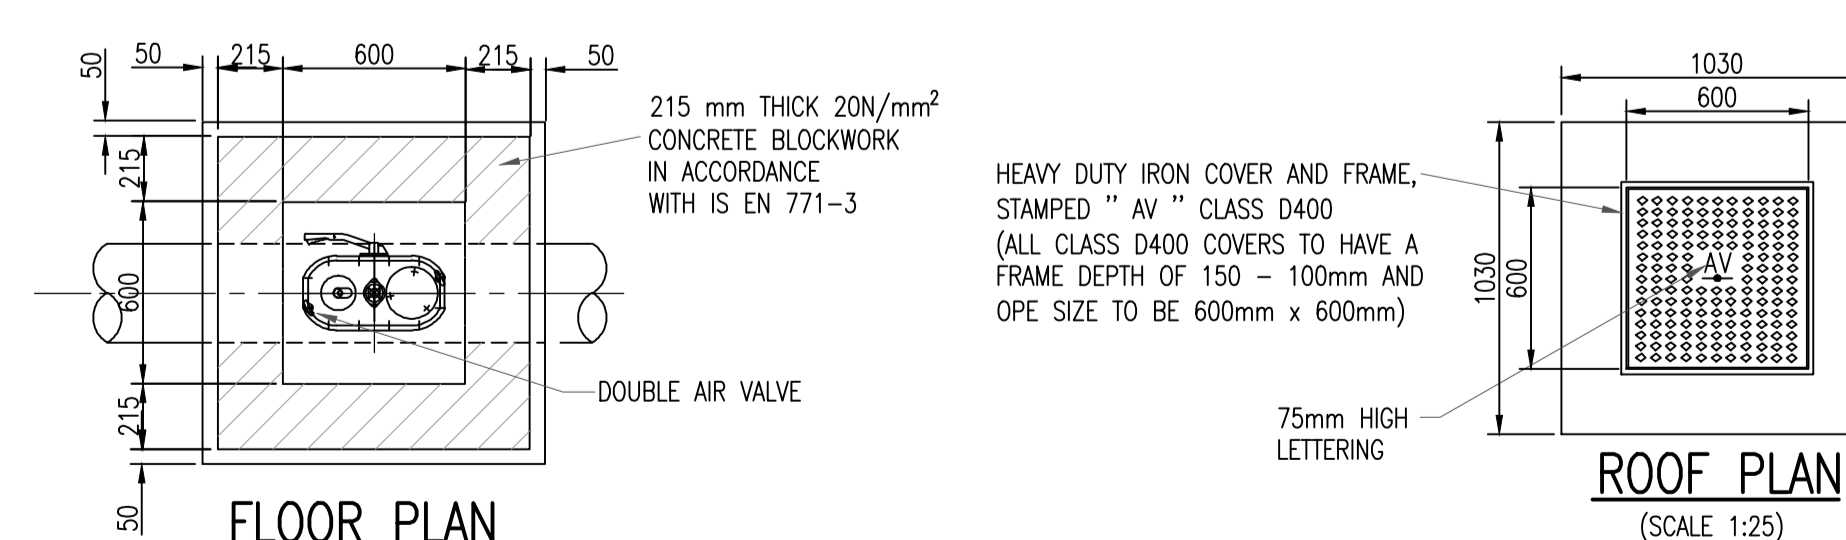 50
215
600
215
50
50
215
600
215
50
215 mm THICK 20N/mm²
CONCRETE BLOCKWORK
IN ACCORDANCE
WITH IS EN 771-3
DOUBLE AIR VALVE
FLOOR PLAN
HEAVY DUTY IRON COVER AND FRAME,
STAMPED " AV " CLASS D400
(ALL CLASS D400 COVERS TO HAVE A
FRAME DEPTH OF 150 - 100mm AND
OPE SIZE TO BE 600mm x 600mm)
75mm HIGH
LETTERING
1030
600
1030
600
AV
ROOF PLAN
(SCALE 1:25)